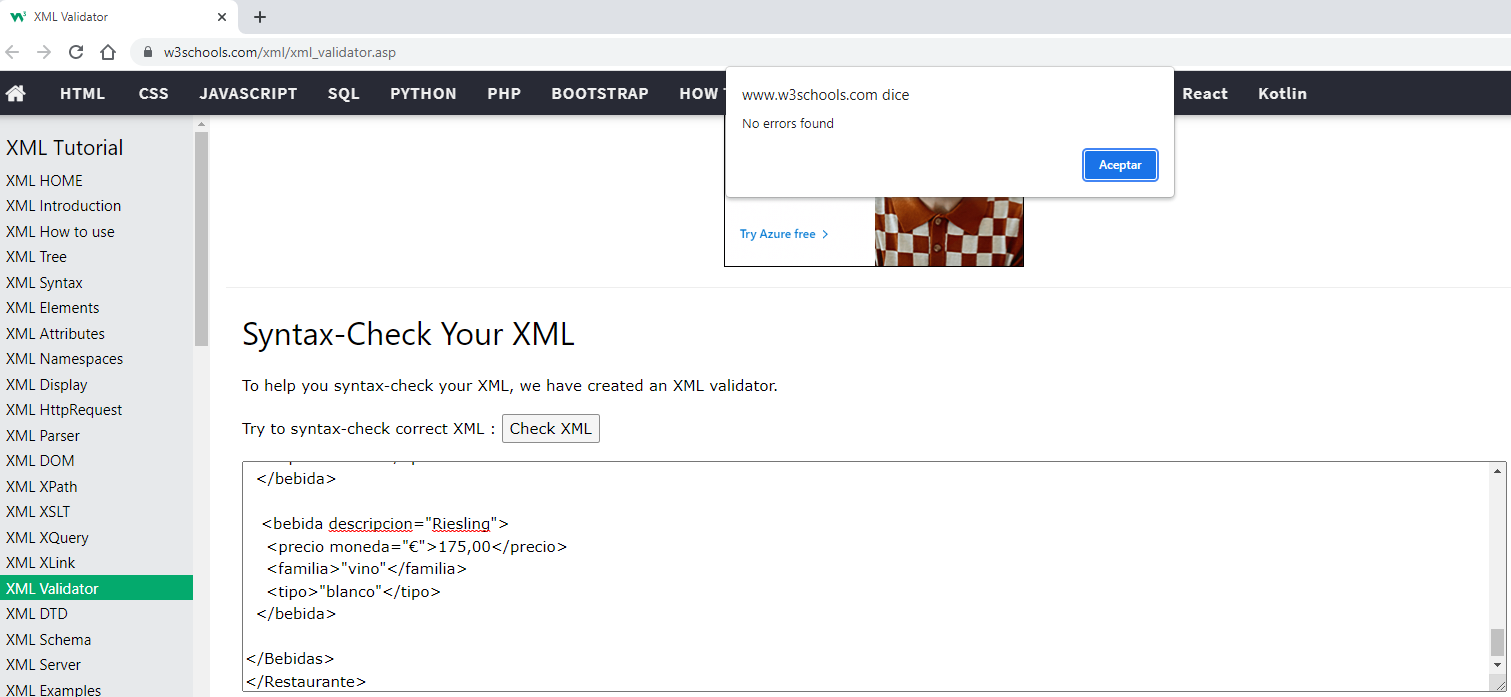 XML Validator
w3schools.com/xml/xml_validator.asp
HTML CSS JAVASCRIPT SQL PYTHON PHP BOOTSTRAP HOW React Kotlin
www.w3schools.com dice
No errors found
Aceptar
XML Tutorial
XML HOME
XML Introduction
XML How to use
XML Tree
XML Syntax
XML Elements
XML Attributes
XML Namespaces
XML Display
XML HttpRequest
XML Parser
XML DOM
XML XPath
XML XSLT
XML XQuery
XML XLink
XML Validator
XML DTD
XML Schema
XML Server
XML Examples
Try Azure free
Syntax-Check Your XML
To help you syntax-check your XML, we have created an XML validator.
Try to syntax-check correct XML : Check XML
</bebida>
<bebida descripcion="Riesling">
<precio moneda="€">175,00</precio>
<familia>"vino"</familia>
<tipo>"blanco"</tipo>
</bebida>
</Bebidas>
</Restaurante>